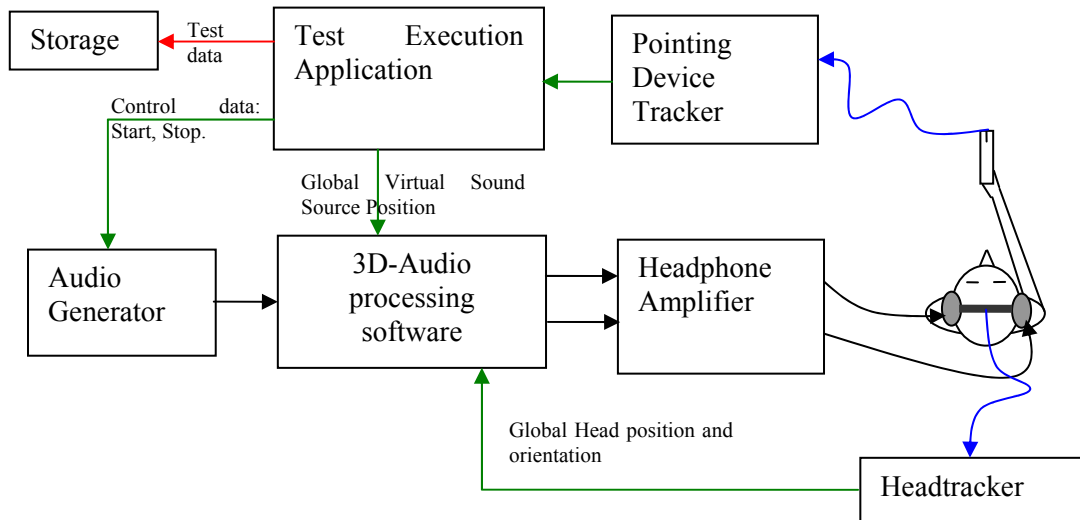 Storage
Test
data
Test Execution
Application
Pointing
Device
Tracker
Control data:
Start, Stop.
Global Virtual Sound
Source Position
Audio
Generator
3D-Audio
processing
software
Headphone
Amplifier
Global Head position and
orientation
Headtracker